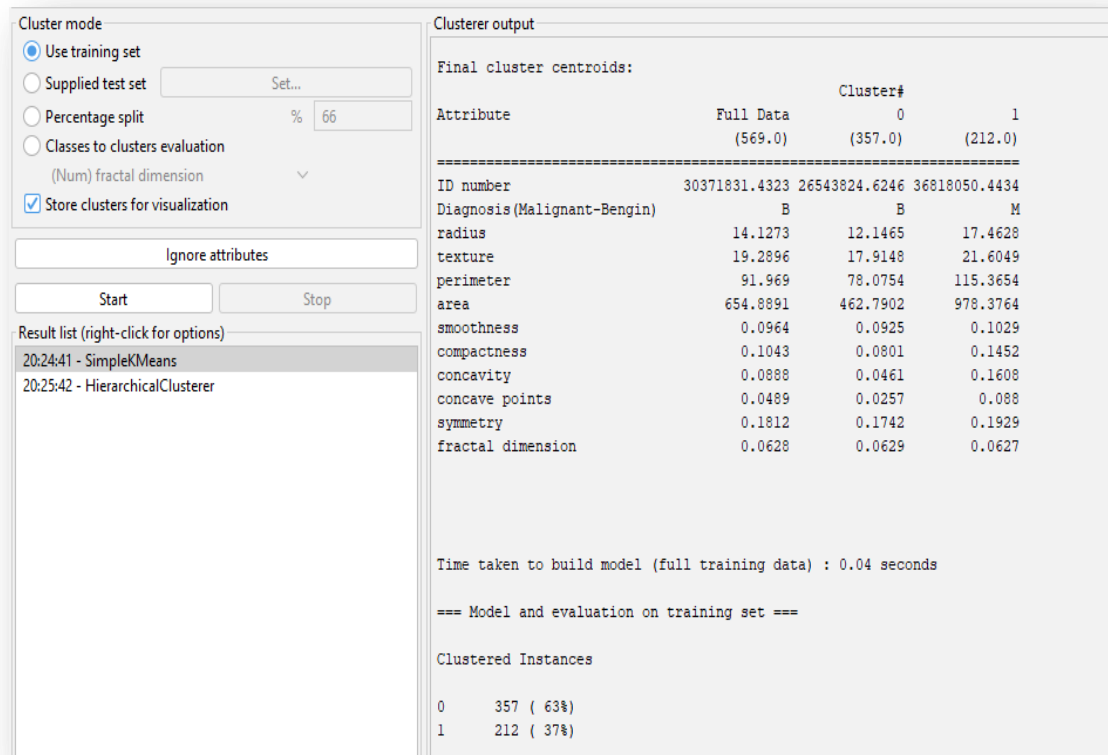 Cluster mode
Use training set
Supplied test set Set...
Percentage split % 66
Classes to clusters evaluation
(Num) fractal dimension
Store clusters for visualization
Ignore attributes
Start Stop
Result list (right-click for options)
20:24:41 - SimpleKMeans
20:25:42 - HierarchicalClusterer
Clusterer output
Final cluster centroids:
Cluster#
Attribute Full Data 0 1
(569.0) (357.0) (212.0)
==========================================================================
ID number 30371831.4323 26543824.6246 36818050.4434
Diagnosis(Malignant-Bengin) B B M
radius 14.1273 12.1465 17.4628
texture 19.2896 17.9148 21.6049
perimeter 91.969 78.0754 115.3654
area 654.8891 462.7902 978.3764
smoothness 0.0964 0.0925 0.1029
compactness 0.1043 0.0801 0.1452
concavity 0.0888 0.0461 0.1608
concave points 0.0489 0.0257 0.088
symmetry 0.1812 0.1742 0.1929
fractal dimension 0.0628 0.0629 0.0627
Time taken to build model (full training data) : 0.04 seconds
=== Model and evaluation on training set ===
Clustered Instances
0 357 ( 63%)
1 212 ( 37%)